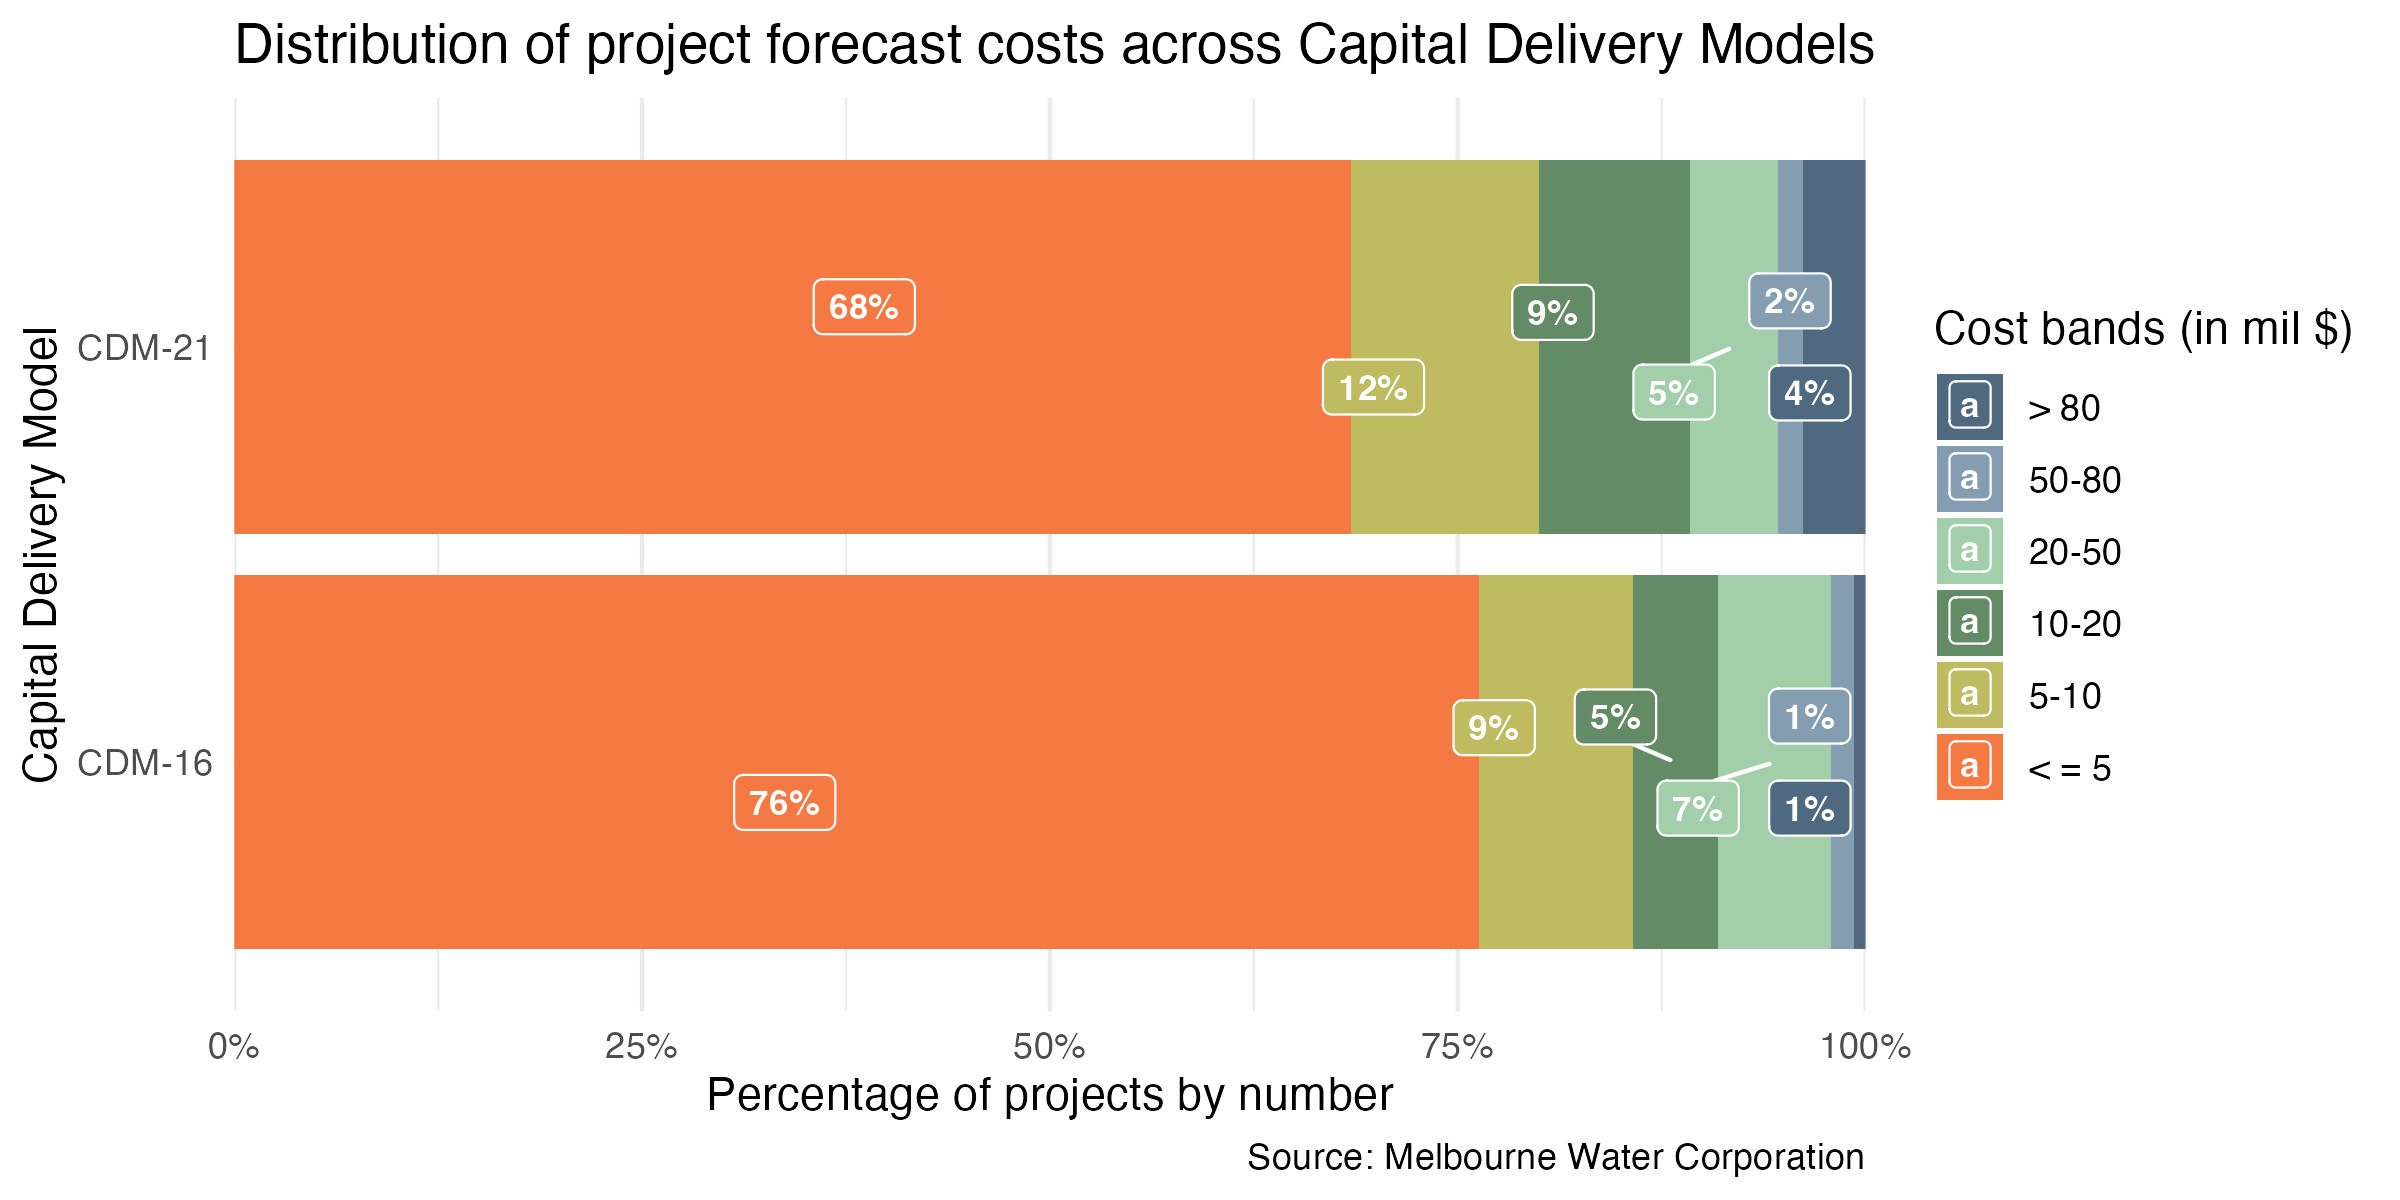 Distribution of project forecast costs across Capital Delivery Models
Capital Delivery Model
CDM-21
68%
12%
9%
5%
2%
4%
CDM-16
76%
9%
5%
7%
1%
1%
0%
25%
50%
75%
100%
Percentage of projects by number
Source: Melbourne Water Corporation
Cost bands (in mil $)
a > 80
a 50-80
a 20-50
a 10-20
a 5-10
a < = 5